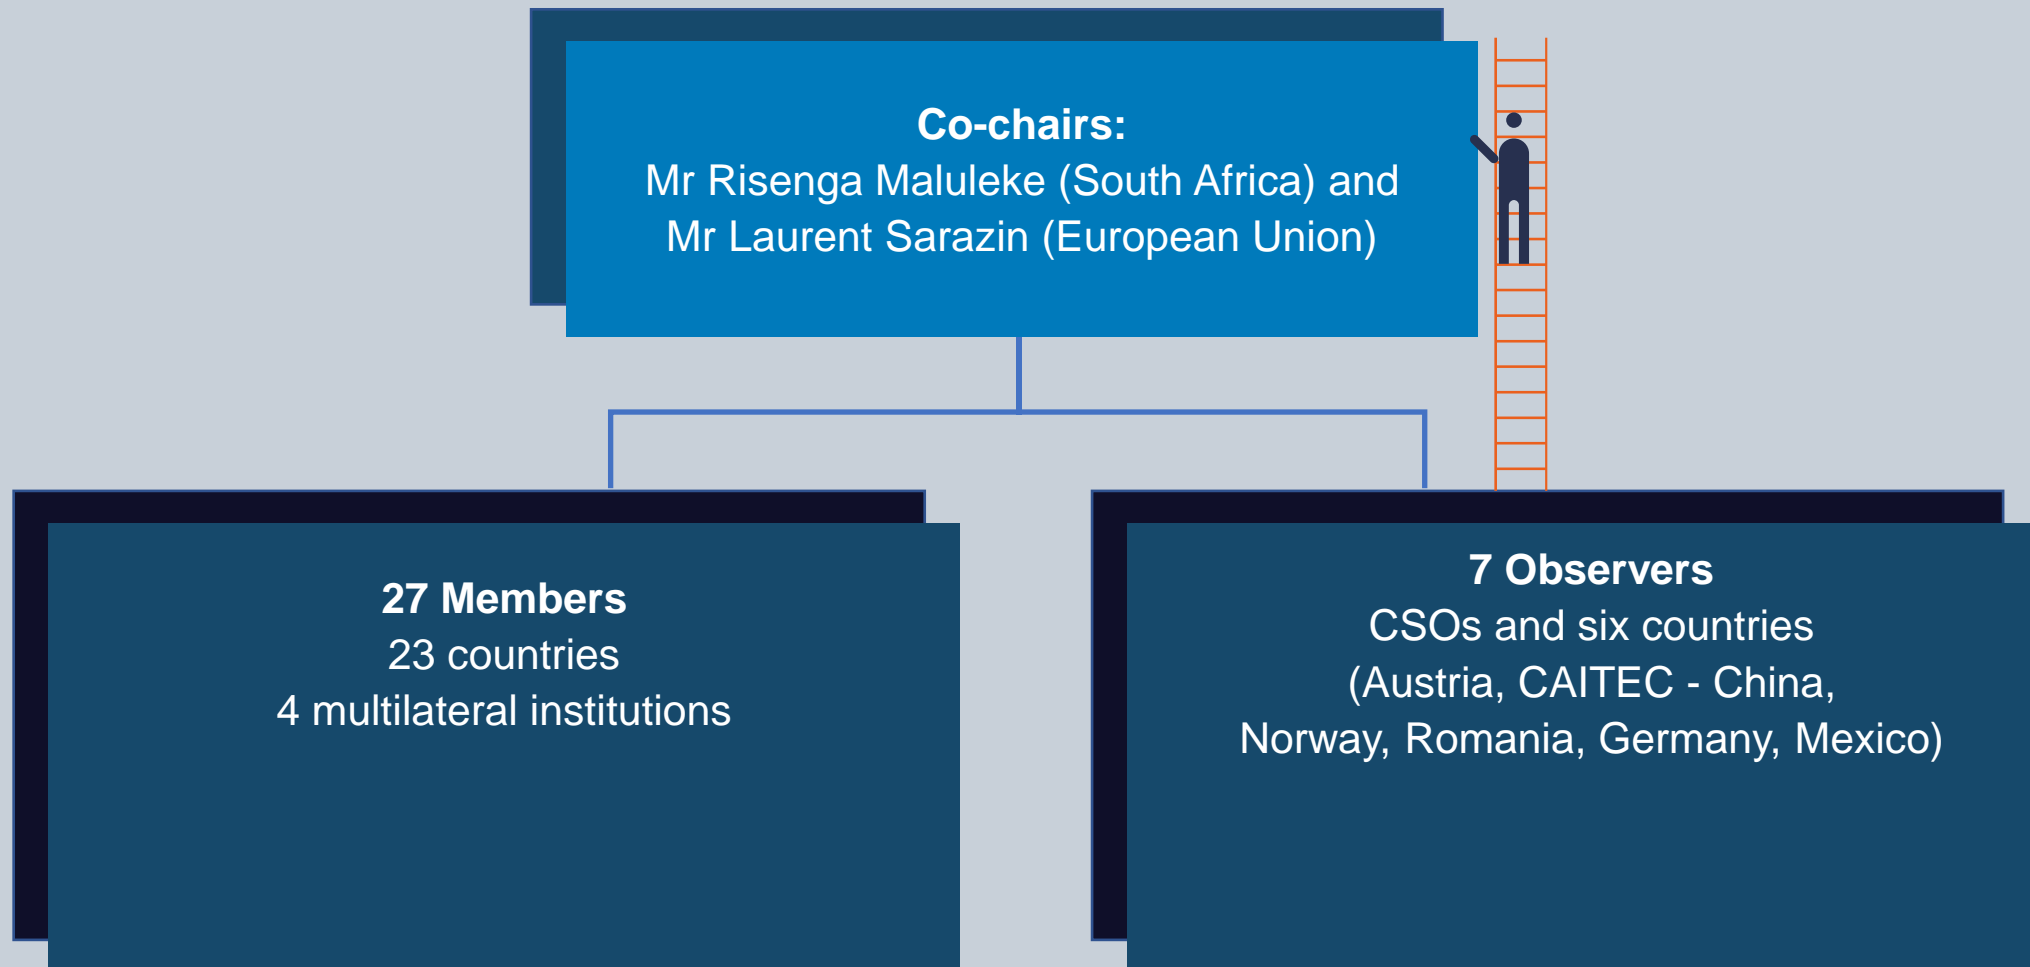 Co-chairs:
Mr Risenga Maluleke (South Africa) and
Mr Laurent Sarazin (European Union)
27 Members
23 countries
4 multilateral institutions
7 Observers
CSOs and six countries
(Austria, CAITEC - China,
Norway, Romania, Germany, Mexico)